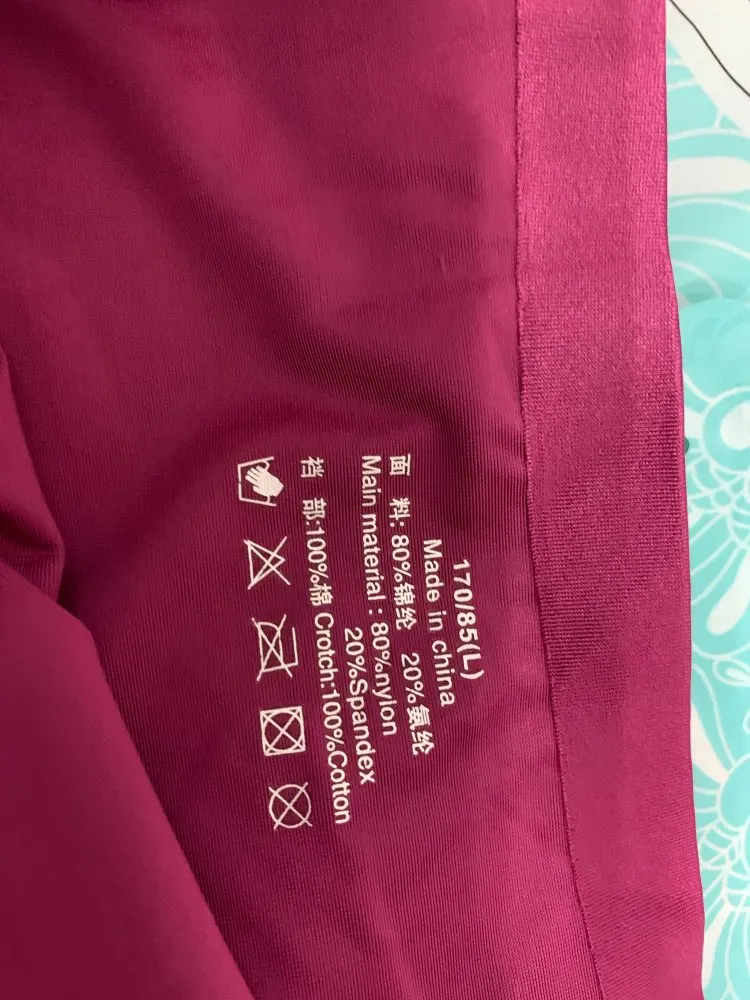 170/85(L)
Made in china
面 料: 80%锦纶 20%氨纶
Main material : 80%nylon
20%Spandex
裆 部:100%棉 Crotch:100%Cotton